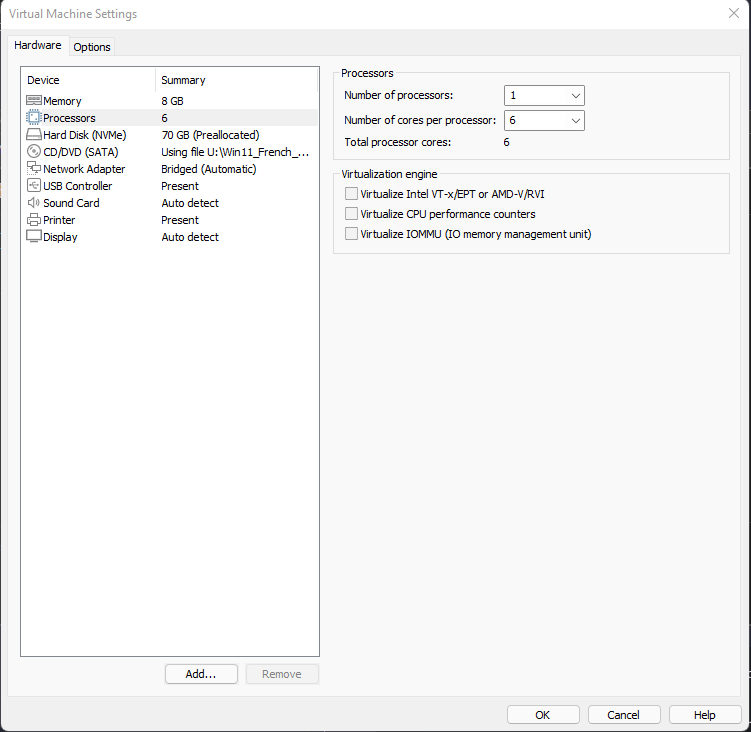 Virtual Machine Settings
Hardware
Options
Device Summary
Memory 8 GB
Processors 6
Hard Disk (NVMe) 70 GB (Preallocated)
CD/DVD (SATA) Using file U:\Win11_French_...
Network Adapter Bridged (Automatic)
USB Controller Present
Sound Card Auto detect
Printer Present
Display Auto detect
Add...
Remove
Processors
Number of processors: 1
Number of cores per processor: 6
Total processor cores: 6
Virtualization engine
Virtualize Intel VT-x/EPT or AMD-V/RVI
Virtualize CPU performance counters
Virtualize IOMMU (IO memory management unit)
OK
Cancel
Help